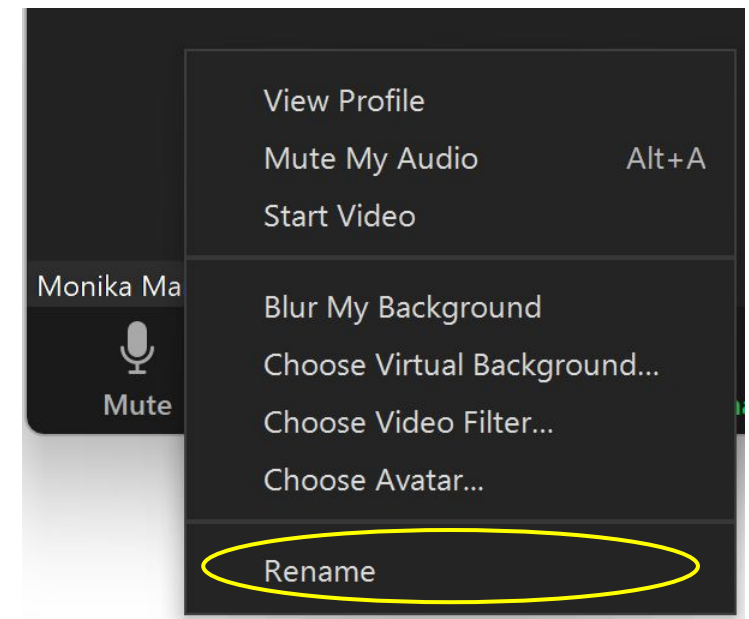 View Profile
Mute My Audio Alt+A
Start Video
Monika Ma
Blur My Background
Choose Virtual Background...
Mute
Choose Video Filter...
Choose Avatar...
Rename